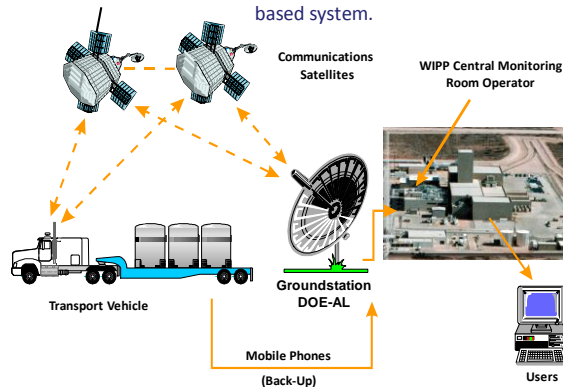 based system.
Communications
Satellites
WIPP Central Monitoring
Room Operator
Transport Vehicle
Groundstation
DOE-AL
Mobile Phones
(Back-Up)
Users